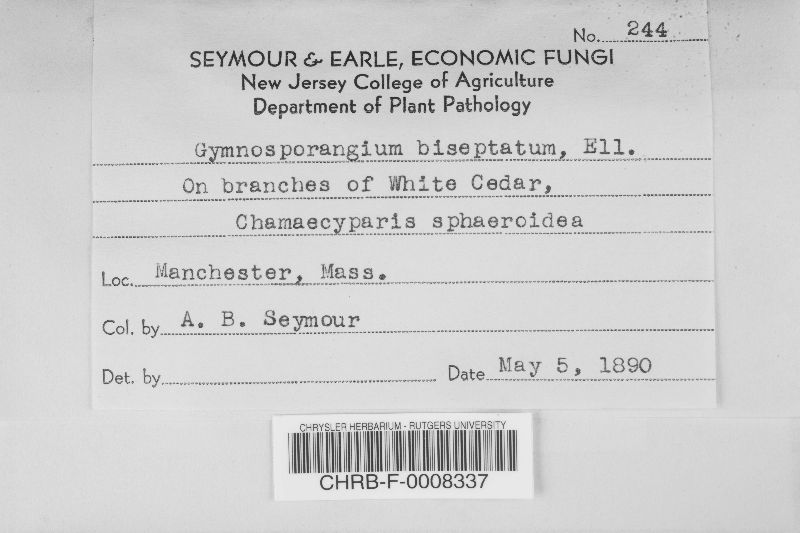 No. 244
SEYMOUR & EARLE, ECONOMIC FUNGI
New Jersey College of Agriculture
Department of Plant Pathology
Gymnosporangium biseptatum, Ell.
On branches of White Cedar,
Chamaecyparis sphaeroidea
Loc. Manchester, Mass.
Col. by A. B. Seymour
Det. by Date May 5, 1890
CHRYSLER HERBARIUM - RUTGERS UNIVERSITY
CHRB-F-0008337